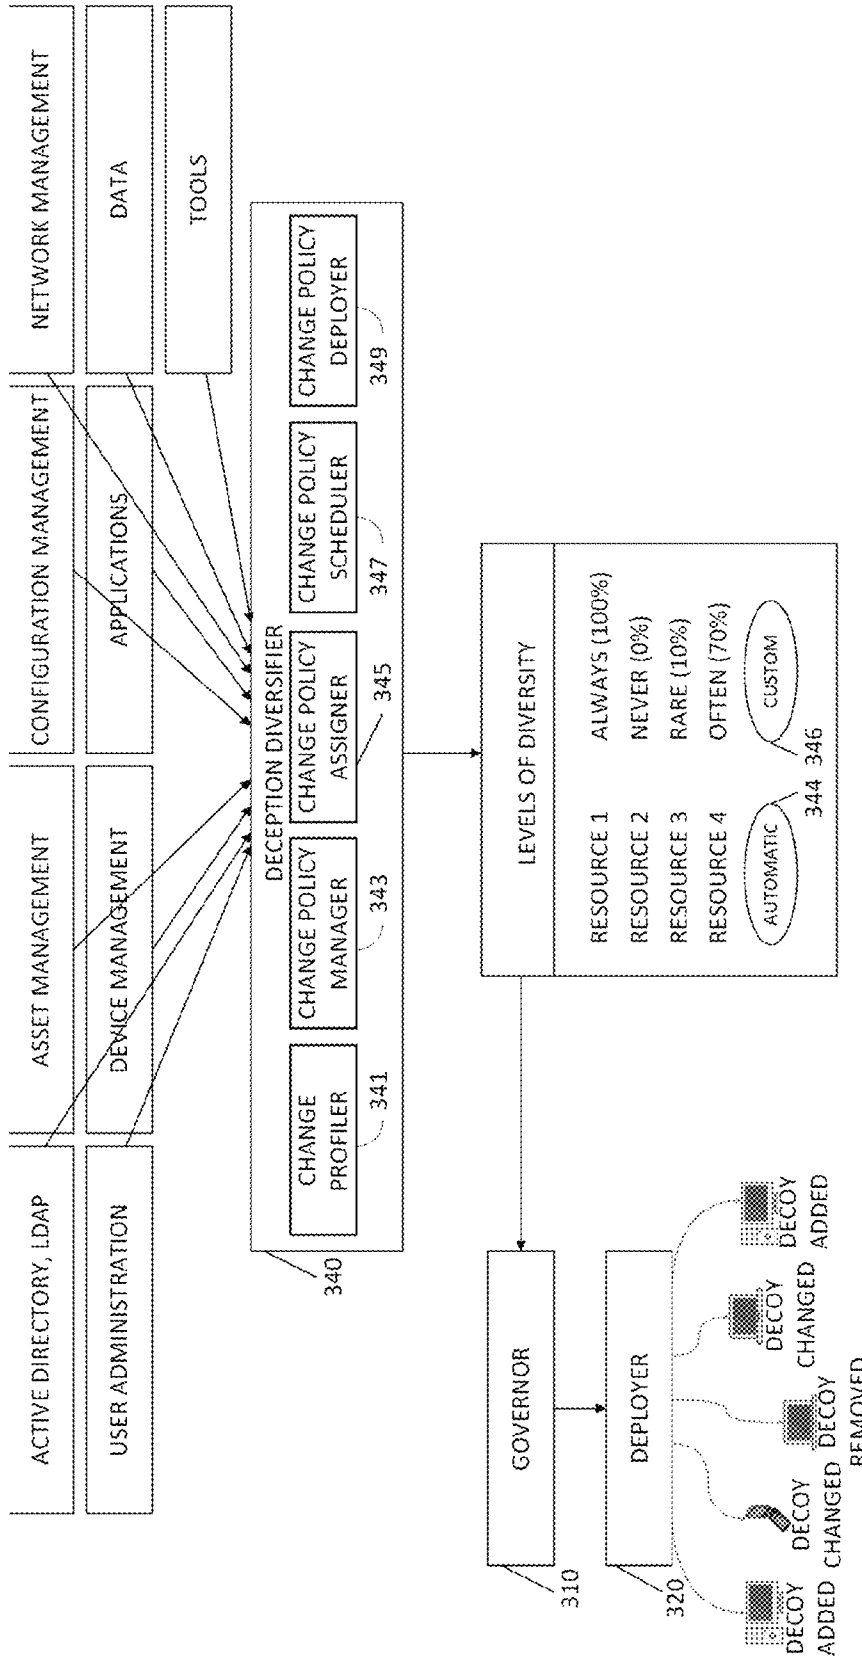 ACTIVE DIRECTORY, LDAP
ASSET MANAGEMENT
CONFIGURATION MANAGEMENT
NETWORK MANAGEMENT
USER ADMINISTRATION
DEVICE MANAGEMENT
APPLICATIONS
DATA
TOOLS
DECEPTION DIVERSIFIER
CHANGE
PROFILER
CHANGE POLICY
MANAGER
CHANGE POLICY
ASSIGNER
CHANGE POLICY
SCHEDULER
CHANGE POLICY
DEPLOYER
340
341
343
345
347
349
GOVERNOR
310
DEPLOYER
320
LEVELS OF DIVERSITY
RESOURCE 1 ALWAYS (100%)
RESOURCE 2 NEVER (0%)
RESOURCE 3 RARE (10%)
RESOURCE 4 OFTEN (70%)
AUTOMATIC CUSTOM
344 346
DECOY
ADDED
DECOY
CHANGED
DECOY
REMOVED
DECOY
CHANGED
DECOY
ADDED